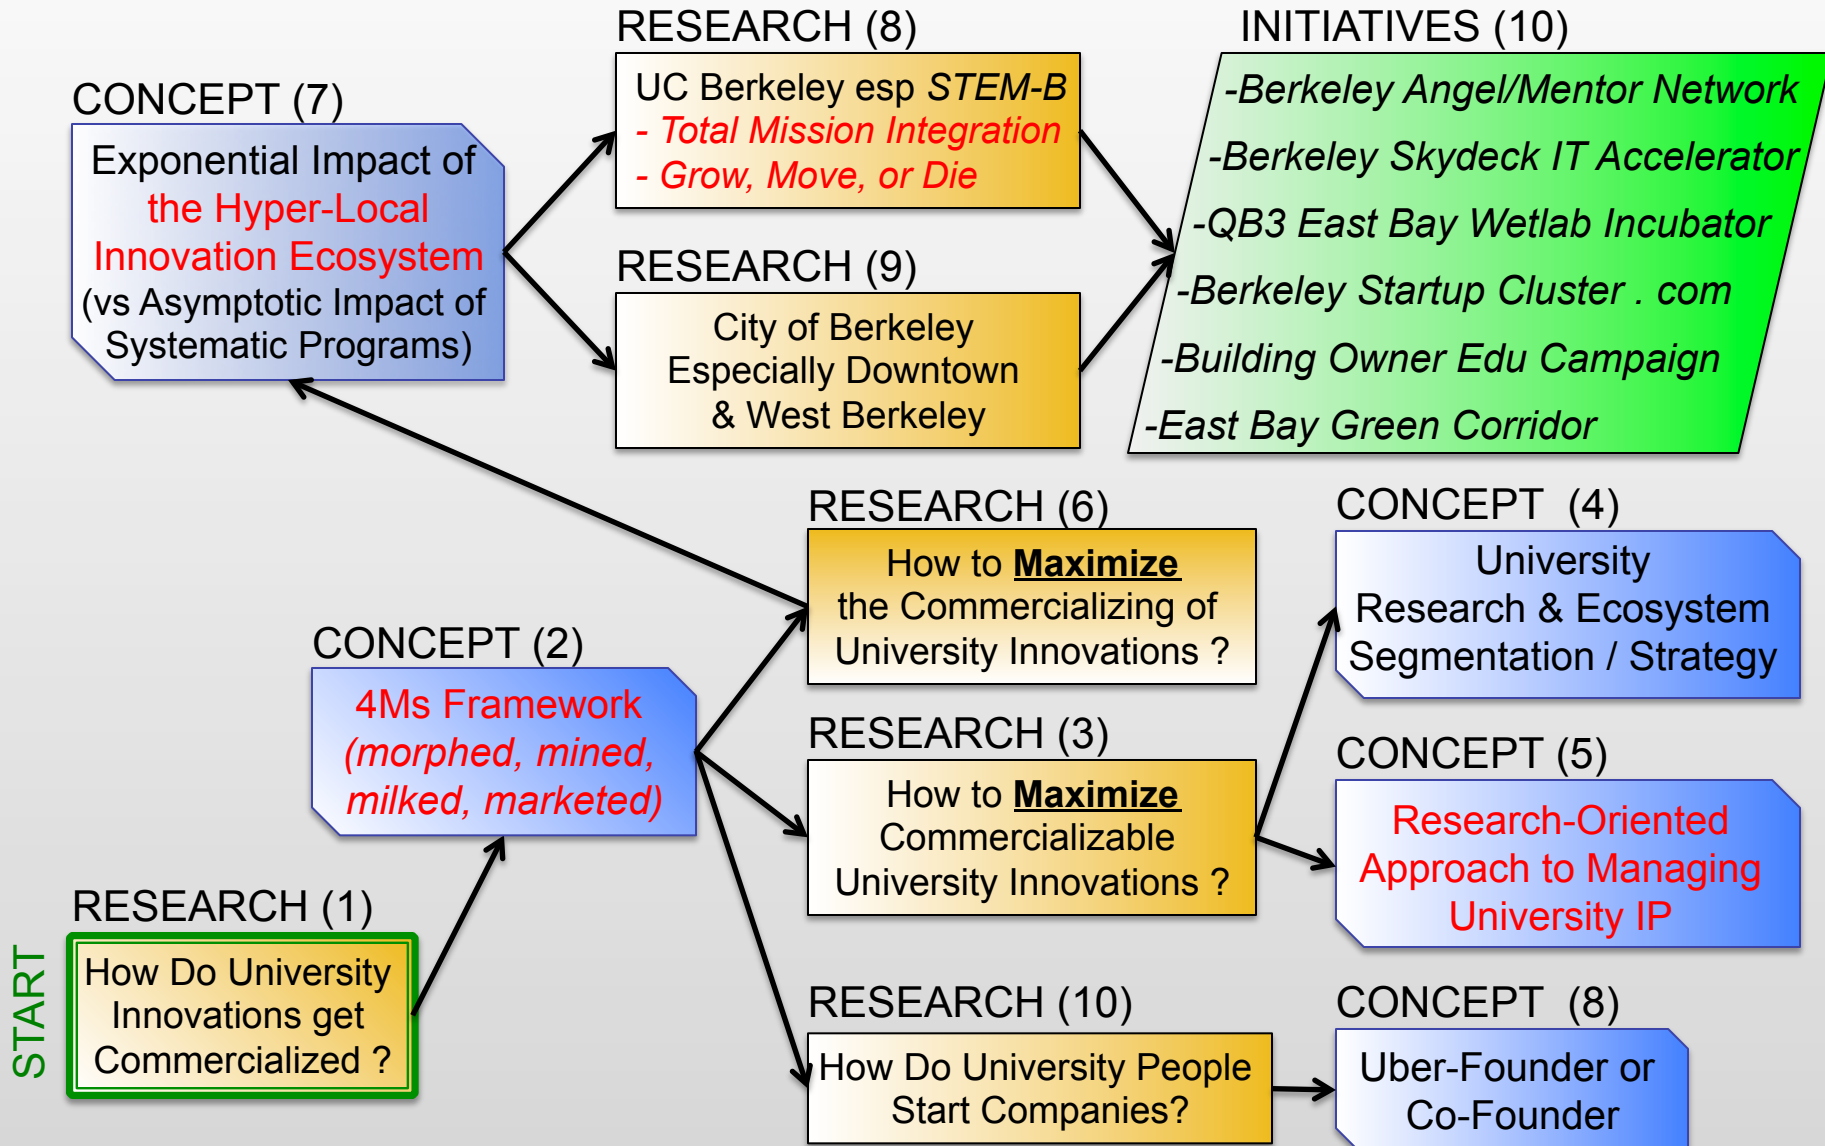 RESEARCH (8)
INITIATIVES (10)
CONCEPT (7)
UC Berkeley esp STEM-B
- Total Mission Integration
- Grow, Move, or Die
-Berkeley Angel/Mentor Network
-Berkeley Skydeck IT Accelerator
-QB3 East Bay Wetlab Incubator
-Berkeley Startup Cluster . com
-Building Owner Edu Campaign
-East Bay Green Corridor
Exponential Impact of
the Hyper-Local
Innovation Ecosystem
(vs Asymptotic Impact of
Systematic Programs)
RESEARCH (9)
City of Berkeley
Especially Downtown
& West Berkeley
RESEARCH (6)
How to Maximize
the Commercializing of
University Innovations ?
CONCEPT (4)
University
Research & Ecosystem
Segmentation / Strategy
CONCEPT (2)
4Ms Framework
(morphed, mined,
milked, marketed)
RESEARCH (3)
How to Maximize
Commercializable
University Innovations ?
CONCEPT (5)
Research-Oriented
Approach to Managing
University IP
RESEARCH (1)
START
How Do University
Innovations get
Commercialized ?
RESEARCH (10)
How Do University People
Start Companies?
CONCEPT (8)
Uber-Founder or
Co-Founder